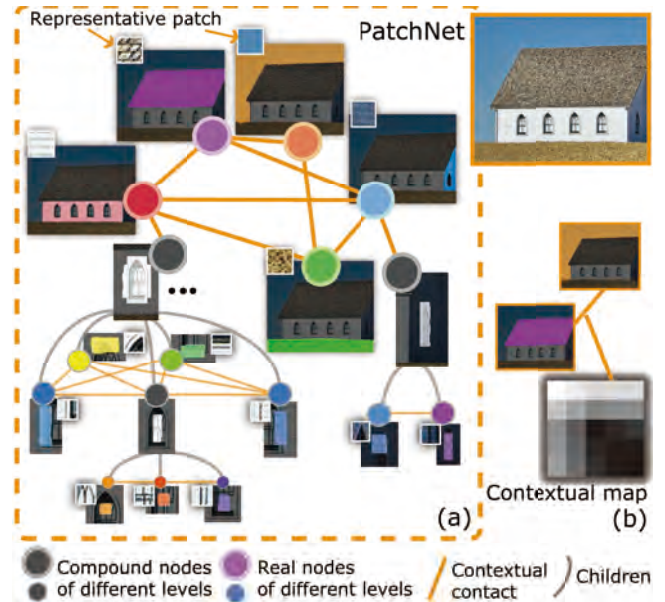 Representative patch
PatchNet
Contextual map
(a)
(b)
Compound nodes
of different levels
Real nodes
of different levels
Contextual
contact
Children